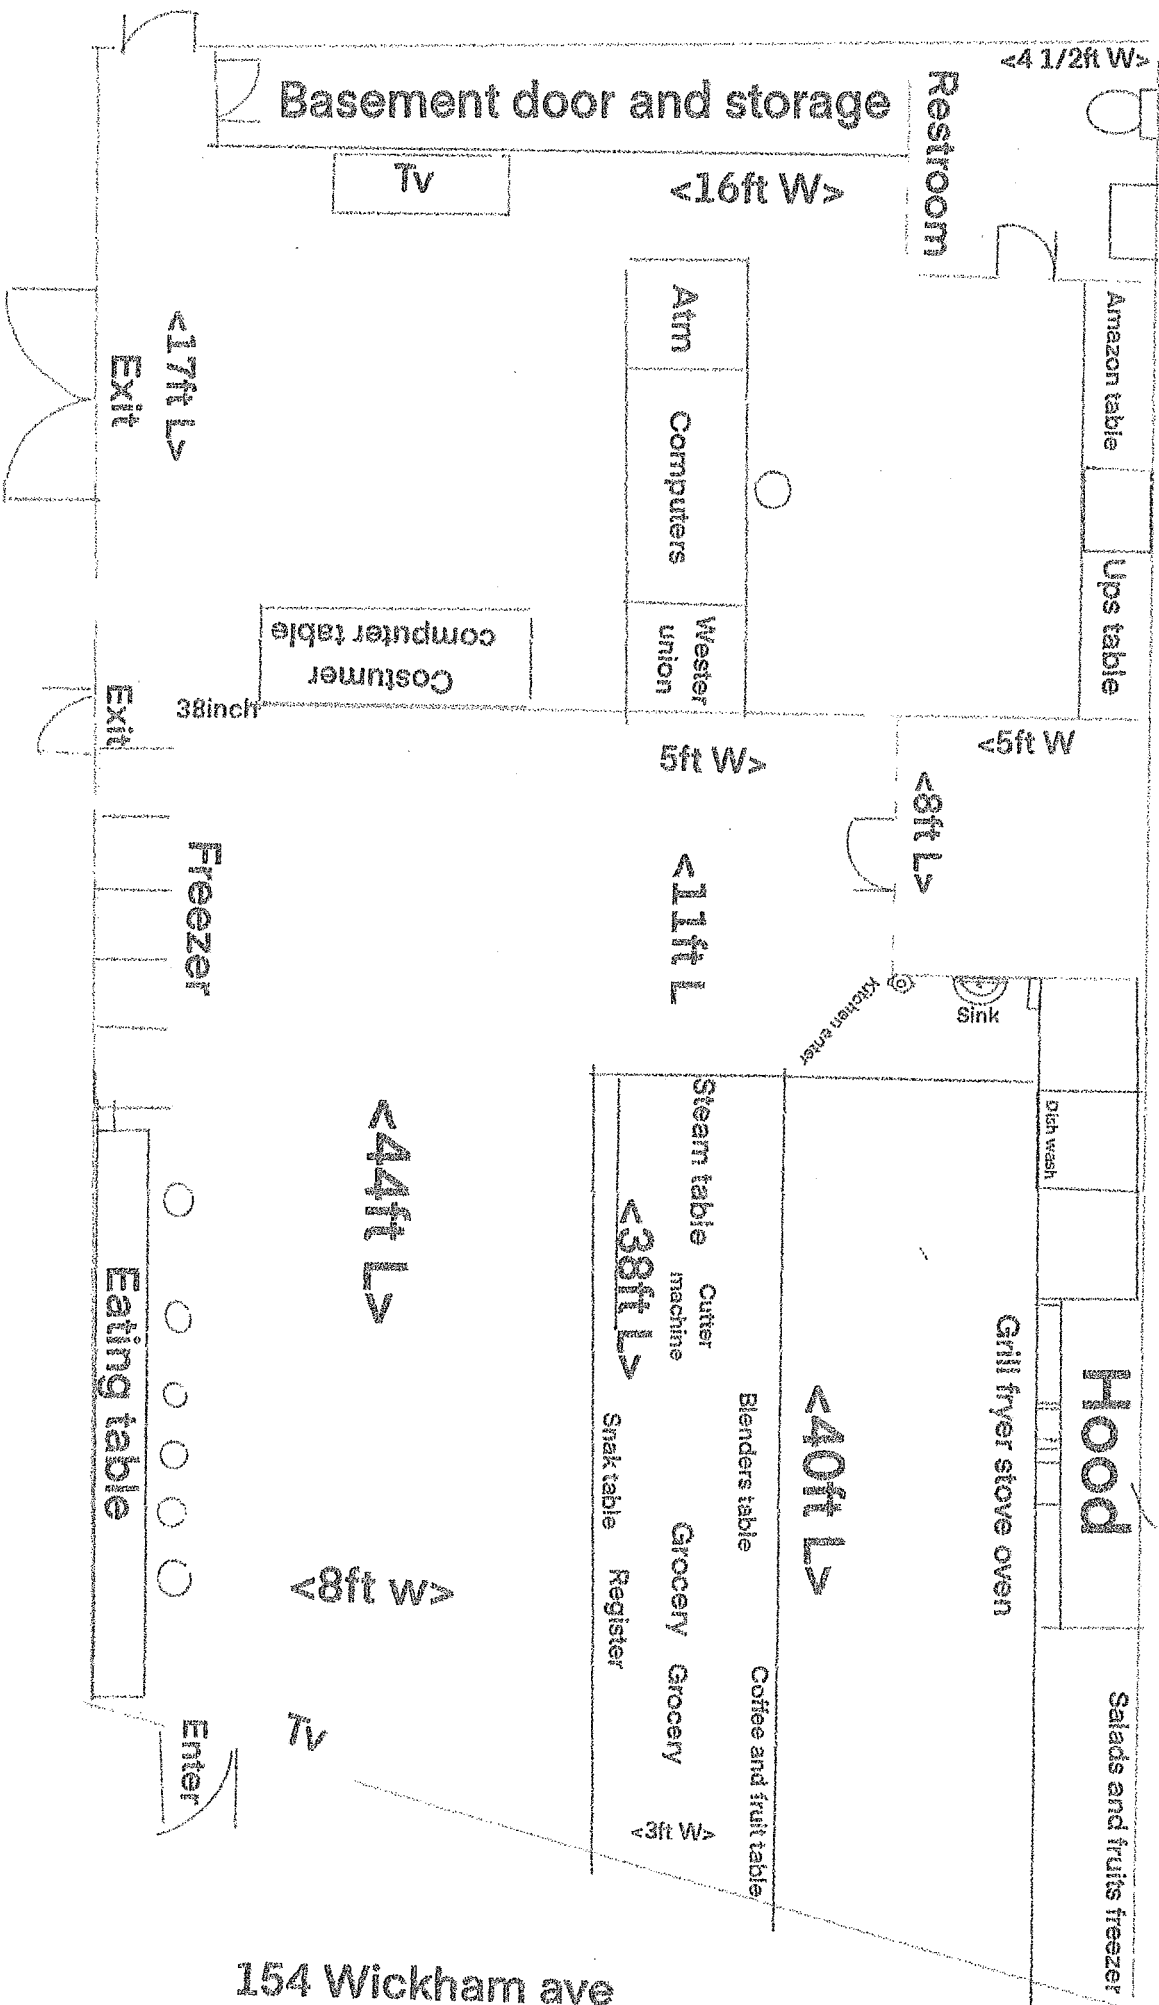 <4 1/2ft W>
Basement door and storage
Restroom
Tv
<16ft W>
Atm
Amazon table
<17ft L>
Exit
Computers
Ups table
Costumer
computer table
Wester
union
Exit
38inch
5ft W>
<5ft W
<8ft L>
Freezer
<11ft L
Kitchen enter
Sink
Steam table
Dish wash
<44ft L>
<38ft L>
Cutter
machine
Eating table
Grill fryer stove oven
Hood
Blenders table
<40ft L>
Snak table
Grocery
<8ft w>
Register
Grocery
Coffee and fruit table
Salads and fruits freezer
Enter
Tv
<3ft W>
154 Wickham ave